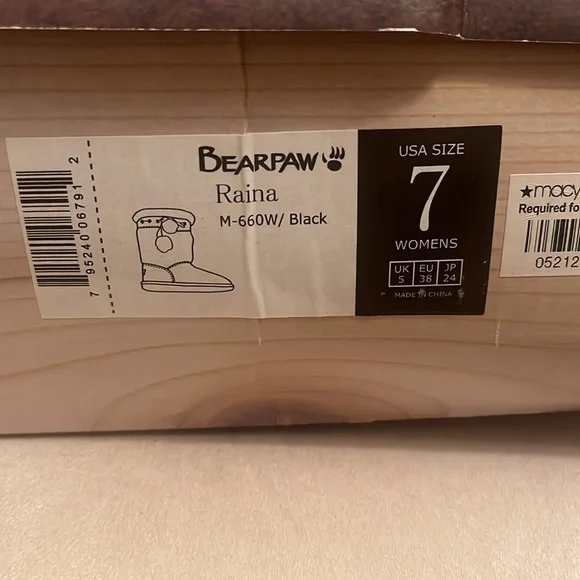 7 95240 06791 2
BEARPAW
Raina
M-660W/ Black
USA SIZE
7
WOMENS
UK EU JP
5 38 24
MADE IN CHINA
★macy
Required fo
05212